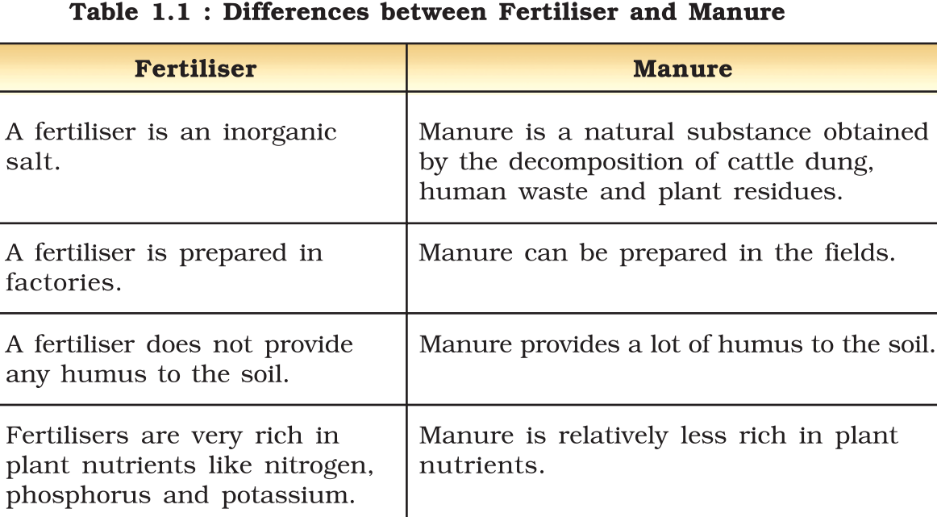 Table 1.1 : Differences between Fertiliser and Manure
Fertiliser
Manure
A fertiliser is an inorganic
salt.
Manure is a natural substance obtained
by the decomposition of cattle dung,
human waste and plant residues.
A fertiliser is prepared in
factories.
Manure can be prepared in the fields.
A fertiliser does not provide
any humus to the soil.
Manure provides a lot of humus to the soil.
Fertilisers are very rich in
plant nutrients like nitrogen,
phosphorus and potassium.
Manure is relatively less rich in plant
nutrients.